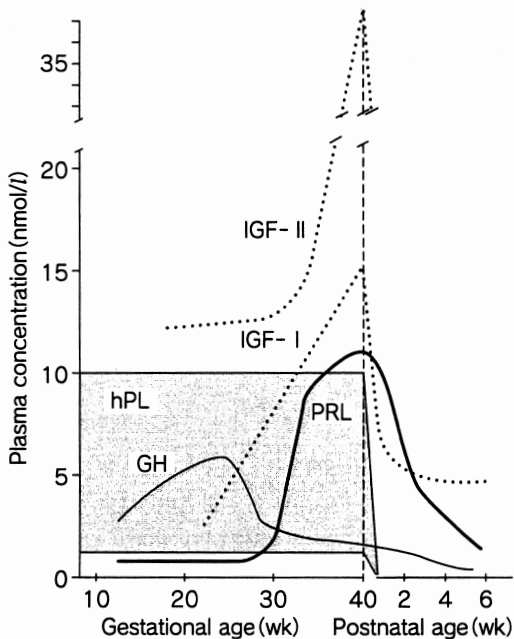 Plasma concentration (nmol/l)
35
20
15
10
5
0
IGF-II
IGF-I
hPL
PRL
GH
10 20 30 40 2 4 6
Gestational age (wk) Postnatal age (wk)